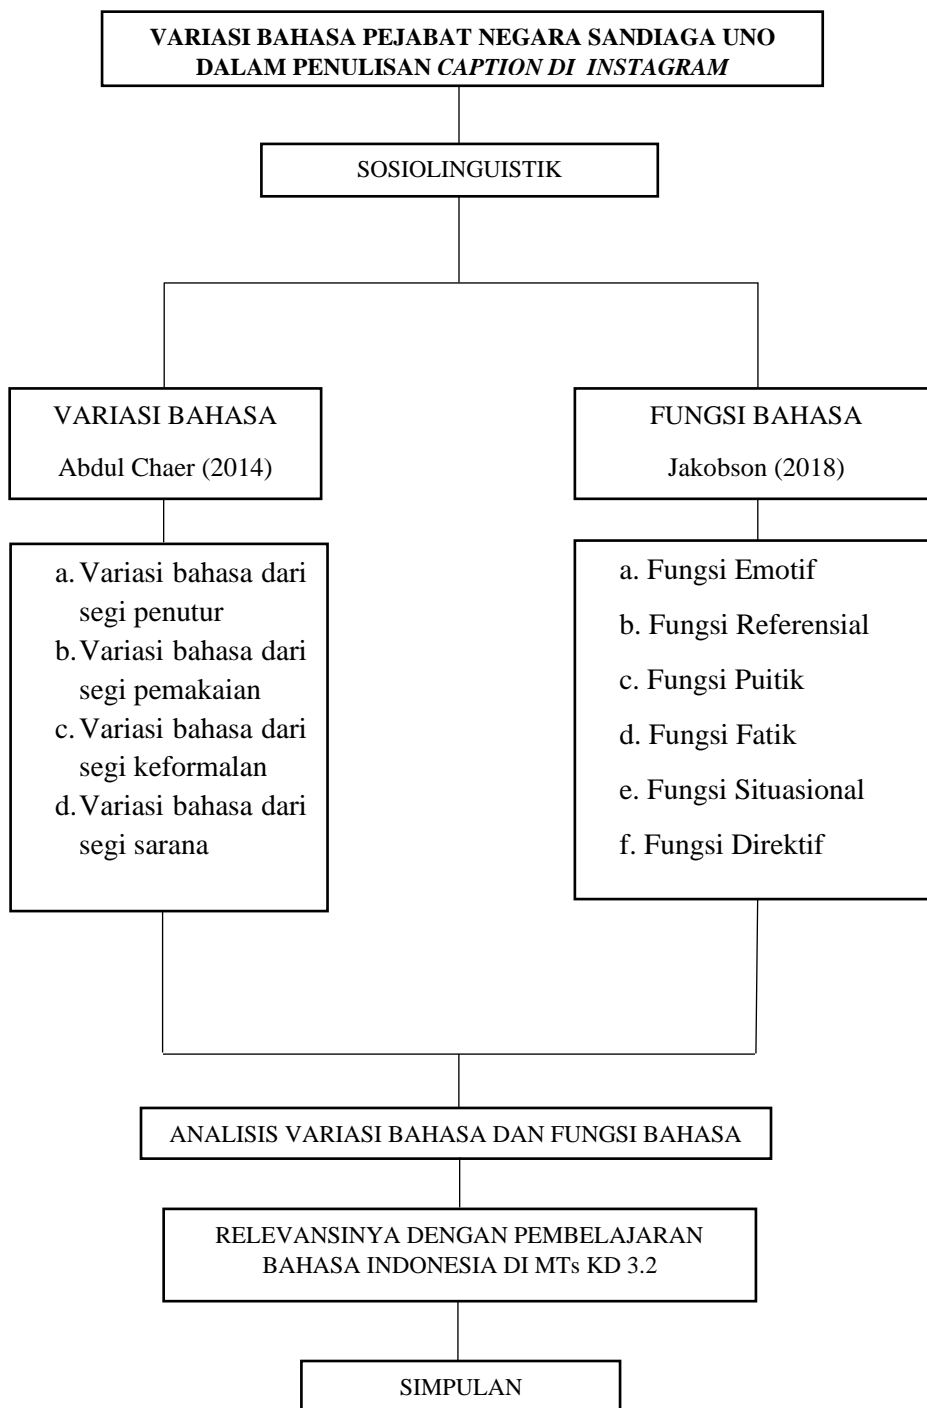 VARIASI BAHASA PEJABAT NEGARA SANDIAGA UNO
DALAM PENULISAN CAPTION DI INSTAGRAM
SOSIOLINGUISTIK
VARIASI BAHASA
Abdul Chaer (2014)
FUNGSI BAHASA
Jakobson (2018)
a. Variasi bahasa dari
segi penutur
b. Variasi bahasa dari
segi pemakaian
c. Variasi bahasa dari
segi keformalan
d. Variasi bahasa dari
segi sarana
a. Fungsi Emotif
b. Fungsi Referensial
c. Fungsi Puitik
d. Fungsi Fatik
e. Fungsi Situasional
f. Fungsi Direktif
ANALISIS VARIASI BAHASA DAN FUNGSI BAHASA
RELEVANSINYA DENGAN PEMBELAJARAN
BAHASA INDONESIA DI MTs KD 3.2
SIMPULAN